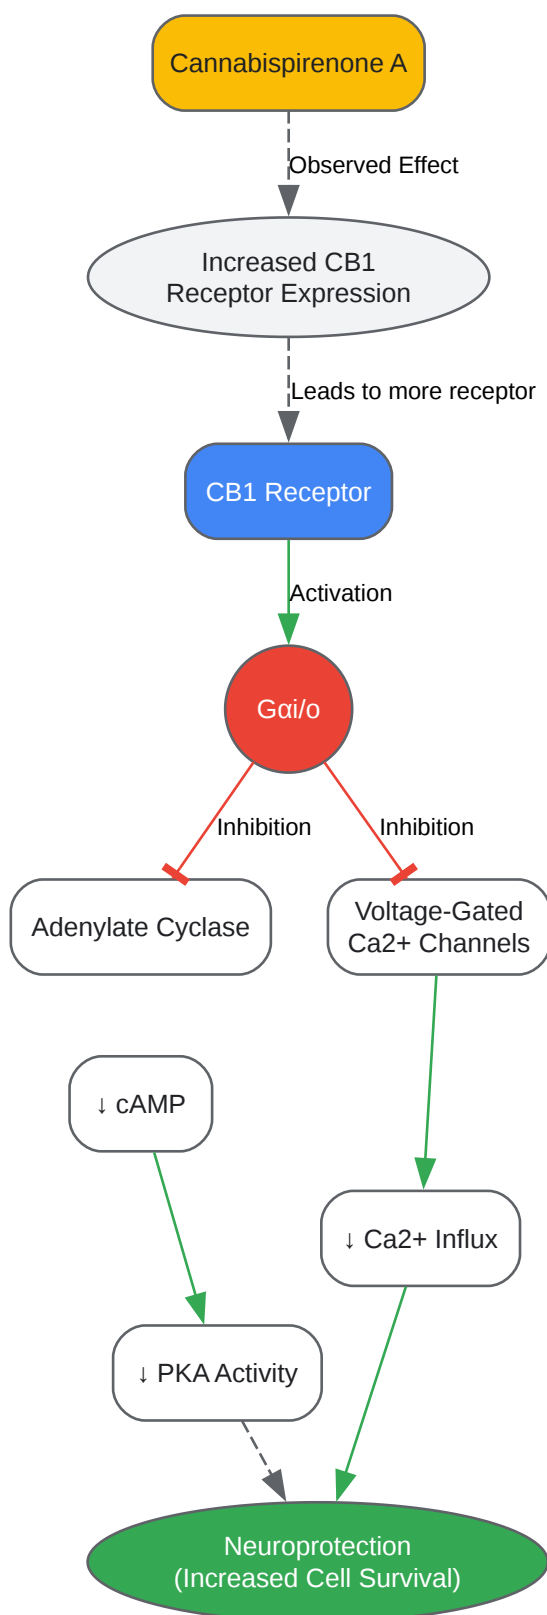 Cannabispirenone A
Observed Effect
Increased CB1
Receptor Expression
Leads to more receptor
CB1 Receptor
Activation
Gαi/o
Inhibition
Inhibition
Adenylate Cyclase
Voltage-Gated
Ca2+ Channels
↓ cAMP
↓ Ca2+ Influx
↓ PKA Activity
Neuroprotection
(Increased Cell Survival)